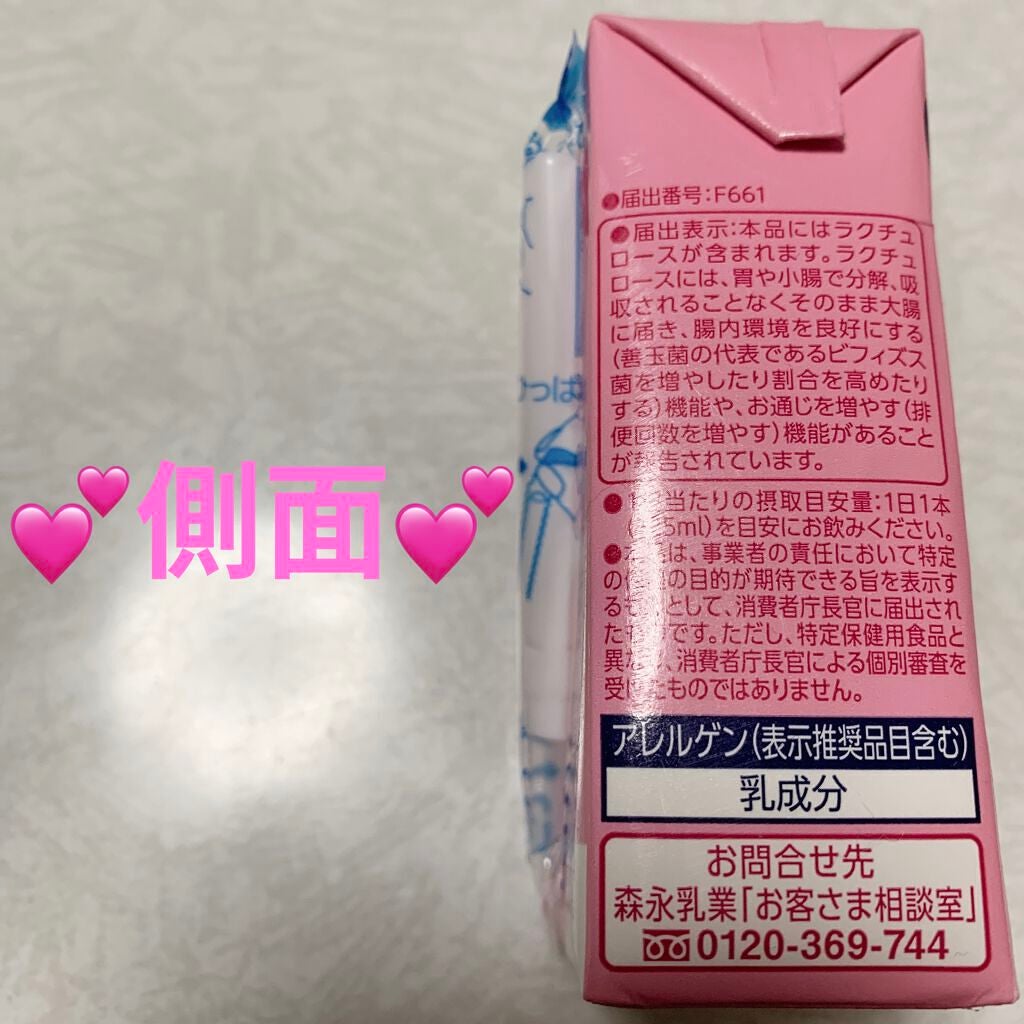 側面
●届出番号:F661
●届出表示:本品にはラクチュ
ロースが含まれます。ラクチュ
ロースには、胃や小腸で分解、吸
収されることなくそのまま大腸
に届き、腸内環境を良好にする
(善玉菌の代表であるビフィズス
菌を増やしたり割合を高めたり
する)機能や、お通じを増やす(排
便回数を増やす)機能があること
が報告されています。
当たりの摂取目安量:1日1本
5ml)を目安にお飲みください。
は、事業者の責任において特定
の の目的が期待できる旨を表示す
る として、消費者庁長官に届出され
た です。ただし、特定保健用食品と
異な 、消費者庁長官による個別審査を
受けたものではありません。
アレルゲン(表示推奨品目含む)
乳成分
お問合せ先
森永乳業「お客さま相談室」
0120-369-744
っぱ